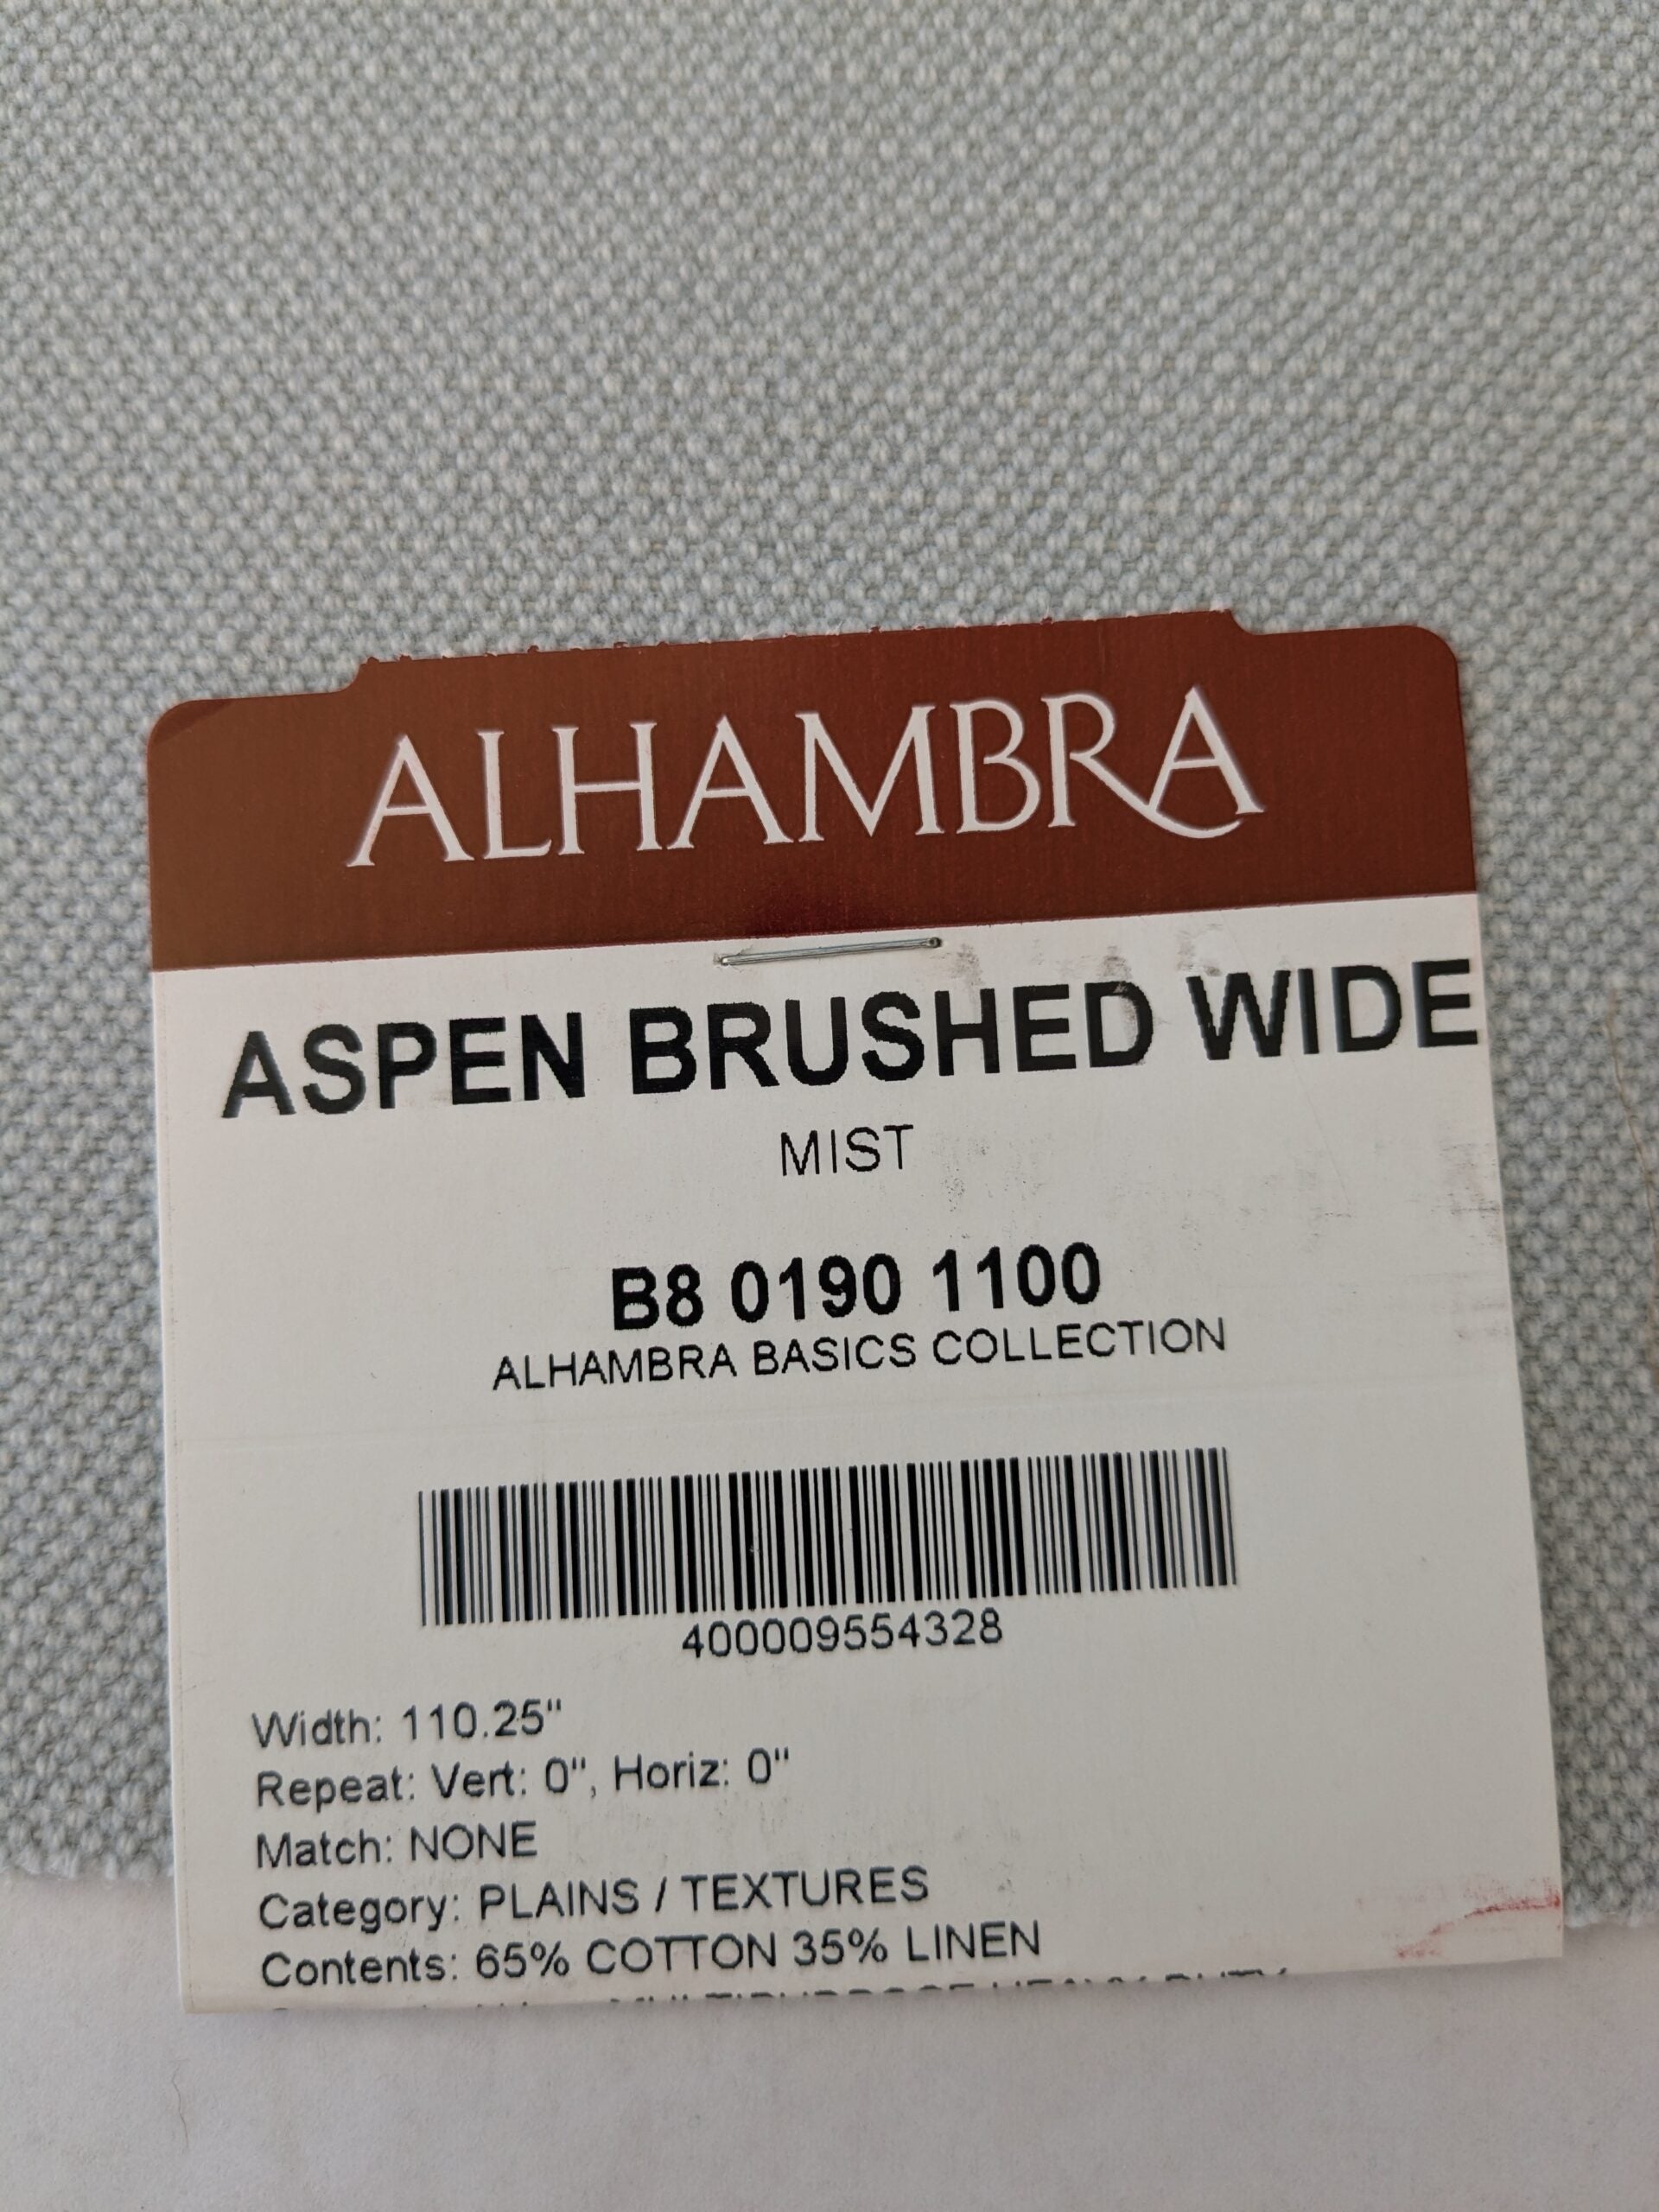 ALHAMBRA
ASPEN BRUSHED WIDE
MIST
B8 0190 1100
ALHAMBRA BASICS COLLECTION
400009554328
Width: 110.25"
Repeat: Vert: 0", Horiz: 0"
Match: NONE
Category: PLAINS / TEXTURES
Contents: 65% COTTON 35% LINEN